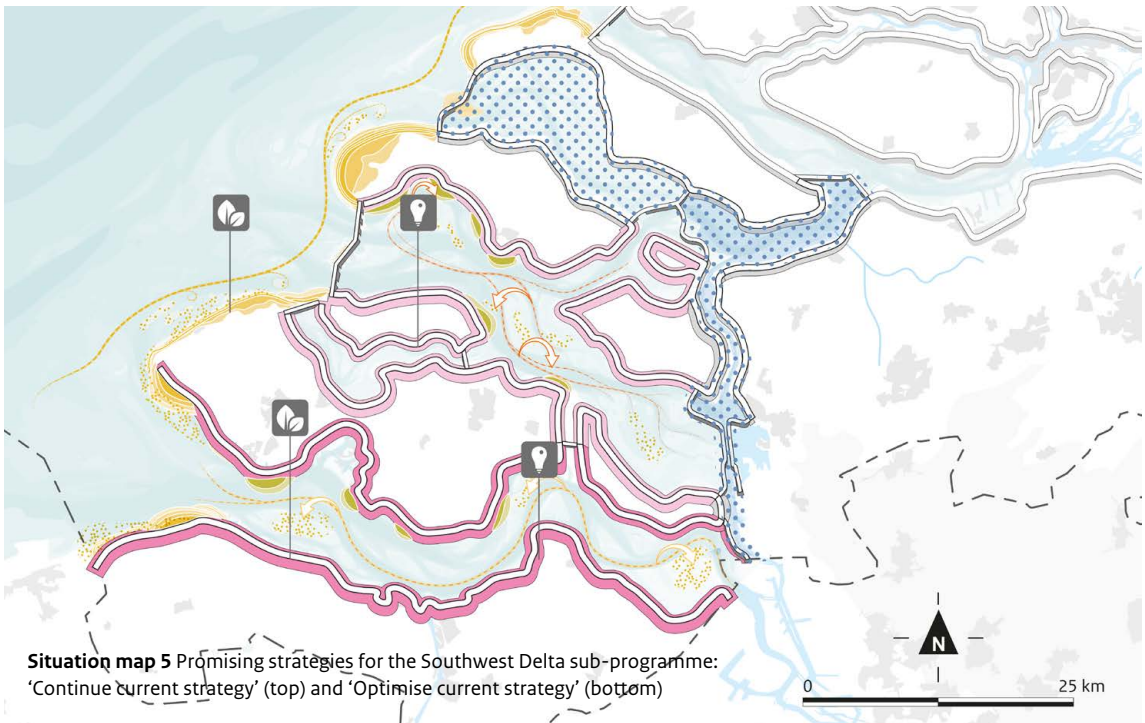 Situation map 5 Promising strategies for the Southwest Delta sub-programme:
‘Continue current strategy’ (top) and ‘Optimise current strategy’ (bottom)
N
0 25 km